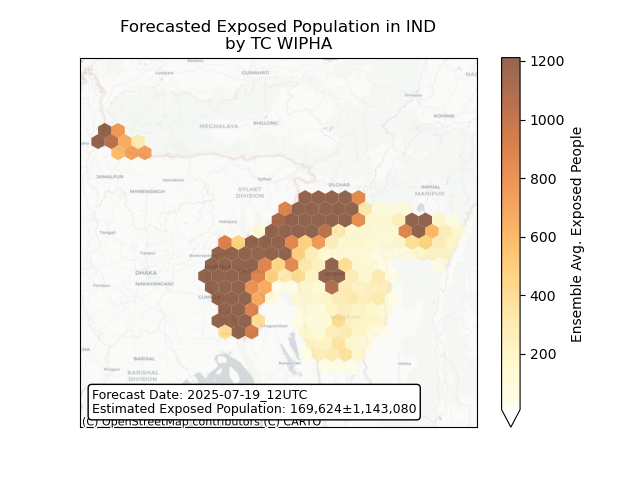 Forecasted Exposed Population in IND
by TC WIPHA
GUWAHATI
MEGHALAYA
SHILLONG
KOHIMA
JAMALPUR
MYMENSINGH
Sylhet
SYLHET
DIVISION
SILCHAR
IMPHAL
MANIPUR
DHAKA
NARAYANGANJ
BARISAL
BARISHAL
DIVISION
Forecast Date: 2025-07-19_12UTC
Estimated Exposed Population: 169,624±1,143,080
(C) OpenStreetMap contributors (C) CARTO
1200
1000
800
600
400
200
Ensemble Avg. Exposed People